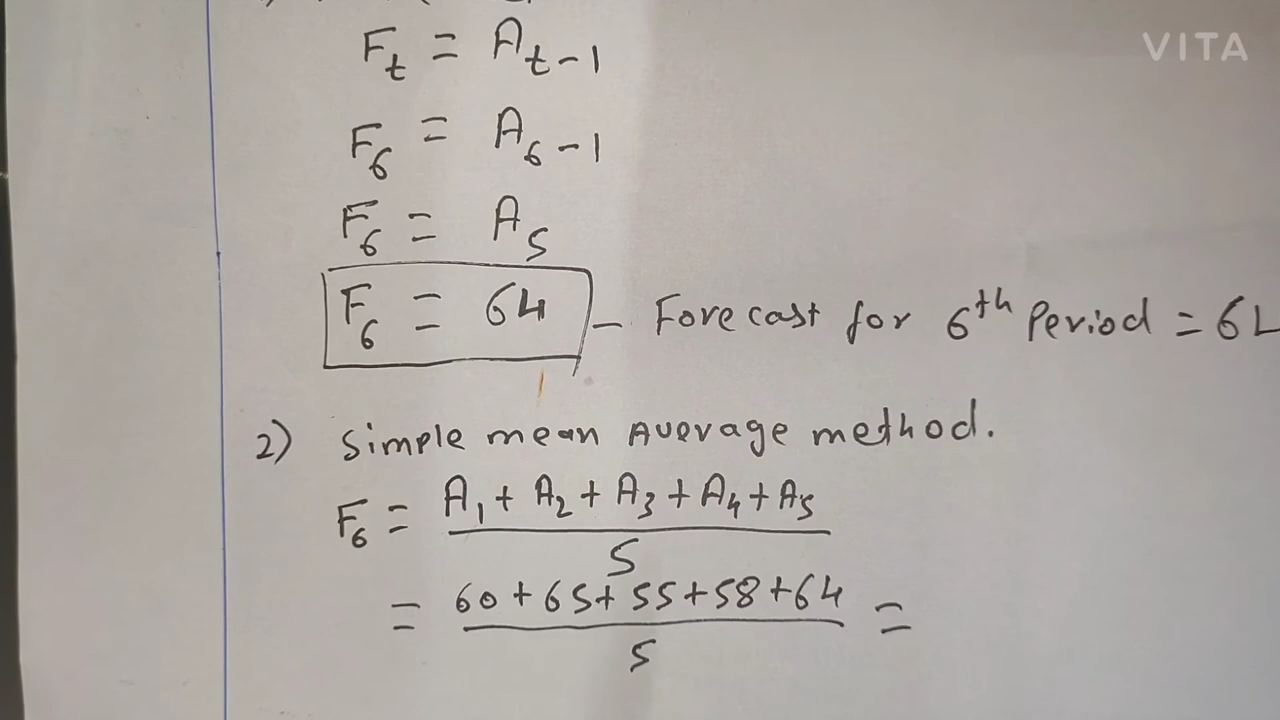 VITA
Fₜ = Aₜ₋₁
F₆ = A₆₋₁
F₆ = A₅
F₆ = 64 – Forecast for 6ᵗʰ Period = 6
2) Simple mean Average method.
F₆ = A₁ + A₂ + A₃ + A₄ + A₅
5
= 60 + 65 + 55 + 58 + 64 =
5